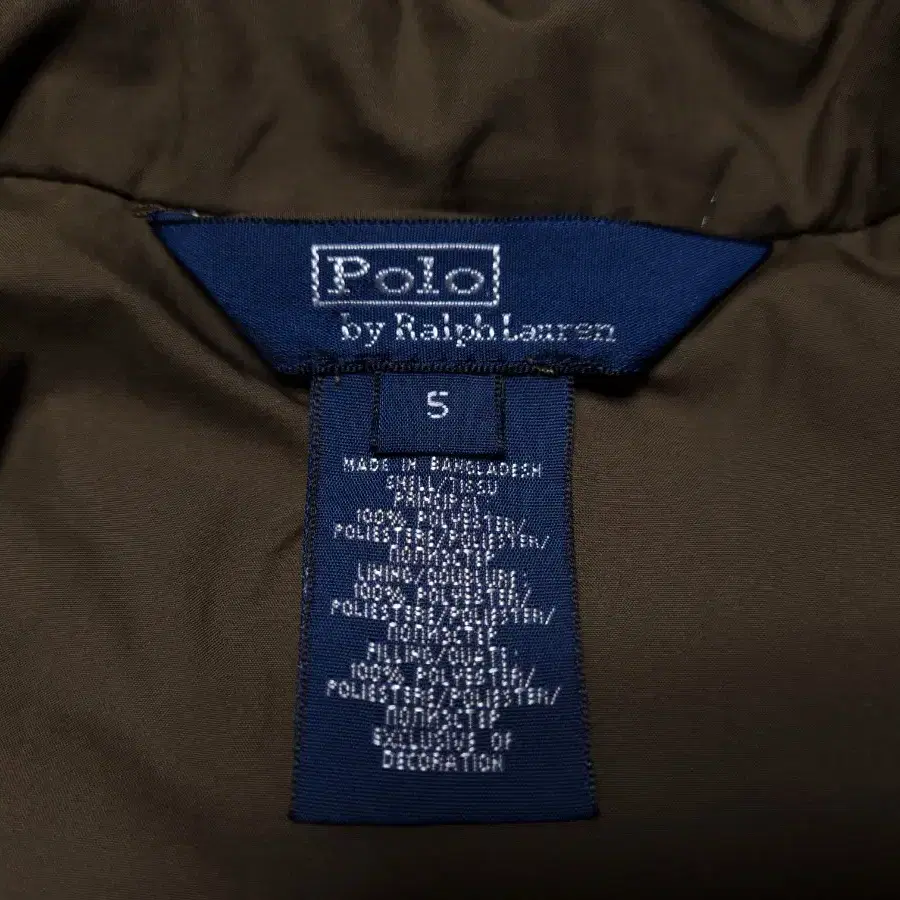 Polo
by Ralph Lauren
S
MADE IN BANGLADESH
SHELL/TISSU
PRINCIPAL
100% POLYESTER/
POLIESTERE/POLIESTER/
ПОЛИЭСТЕР
LINING/DOUBLURE:
100% POLYESTER/
POLIESTERE/POLIESTER/
ПОЛИЭСТЕР
FILLING/OUATE:
100% POLYESTER/
POLIESTERE/POLIESTER/
ПОЛИЭСТЕР
EXCLUSIVE OF
DECORATION